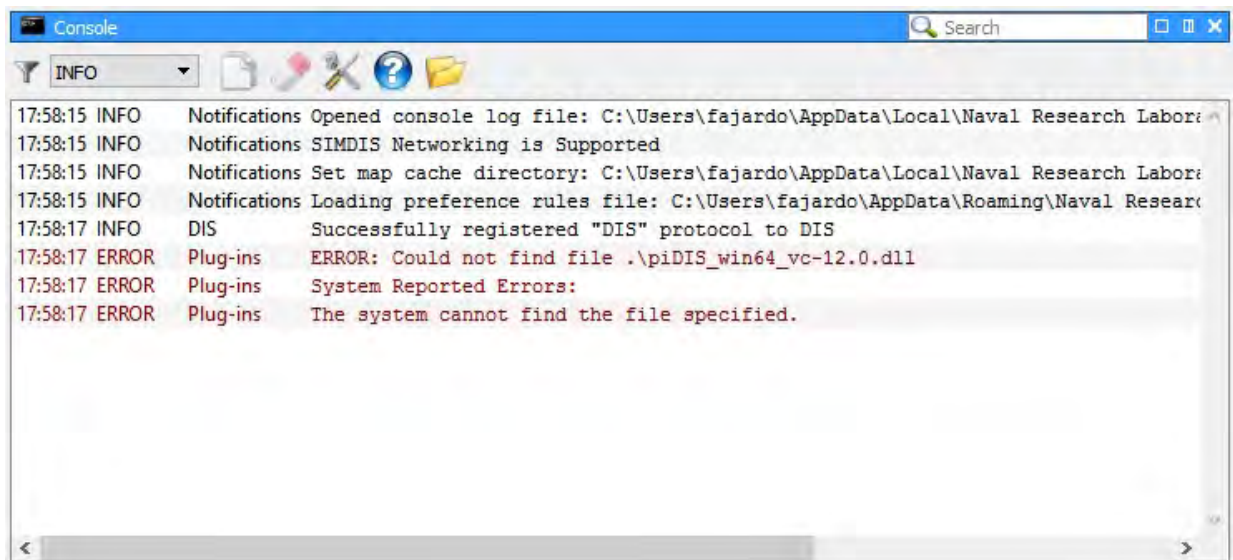 Console Search
INFO
17:58:15 INFO Notifications Opened console log file: C:\Users\fajardo\AppData\Local\Naval Research Labora
17:58:15 INFO Notifications SIMDIS Networking is Supported
17:58:15 INFO Notifications Set map cache directory: C:\Users\fajardo\AppData\Local\Naval Research Labora
17:58:15 INFO Notifications Loading preference rules file: C:\Users\fajardo\AppData\Roaming\Naval Researc
17:58:17 INFO DIS Successfully registered "DIS" protocol to DIS
17:58:17 ERROR Plug-ins ERROR: Could not find file .\piDIS_win64_vc-12.0.dll
17:58:17 ERROR Plug-ins System Reported Errors:
17:58:17 ERROR Plug-ins The system cannot find the file specified.